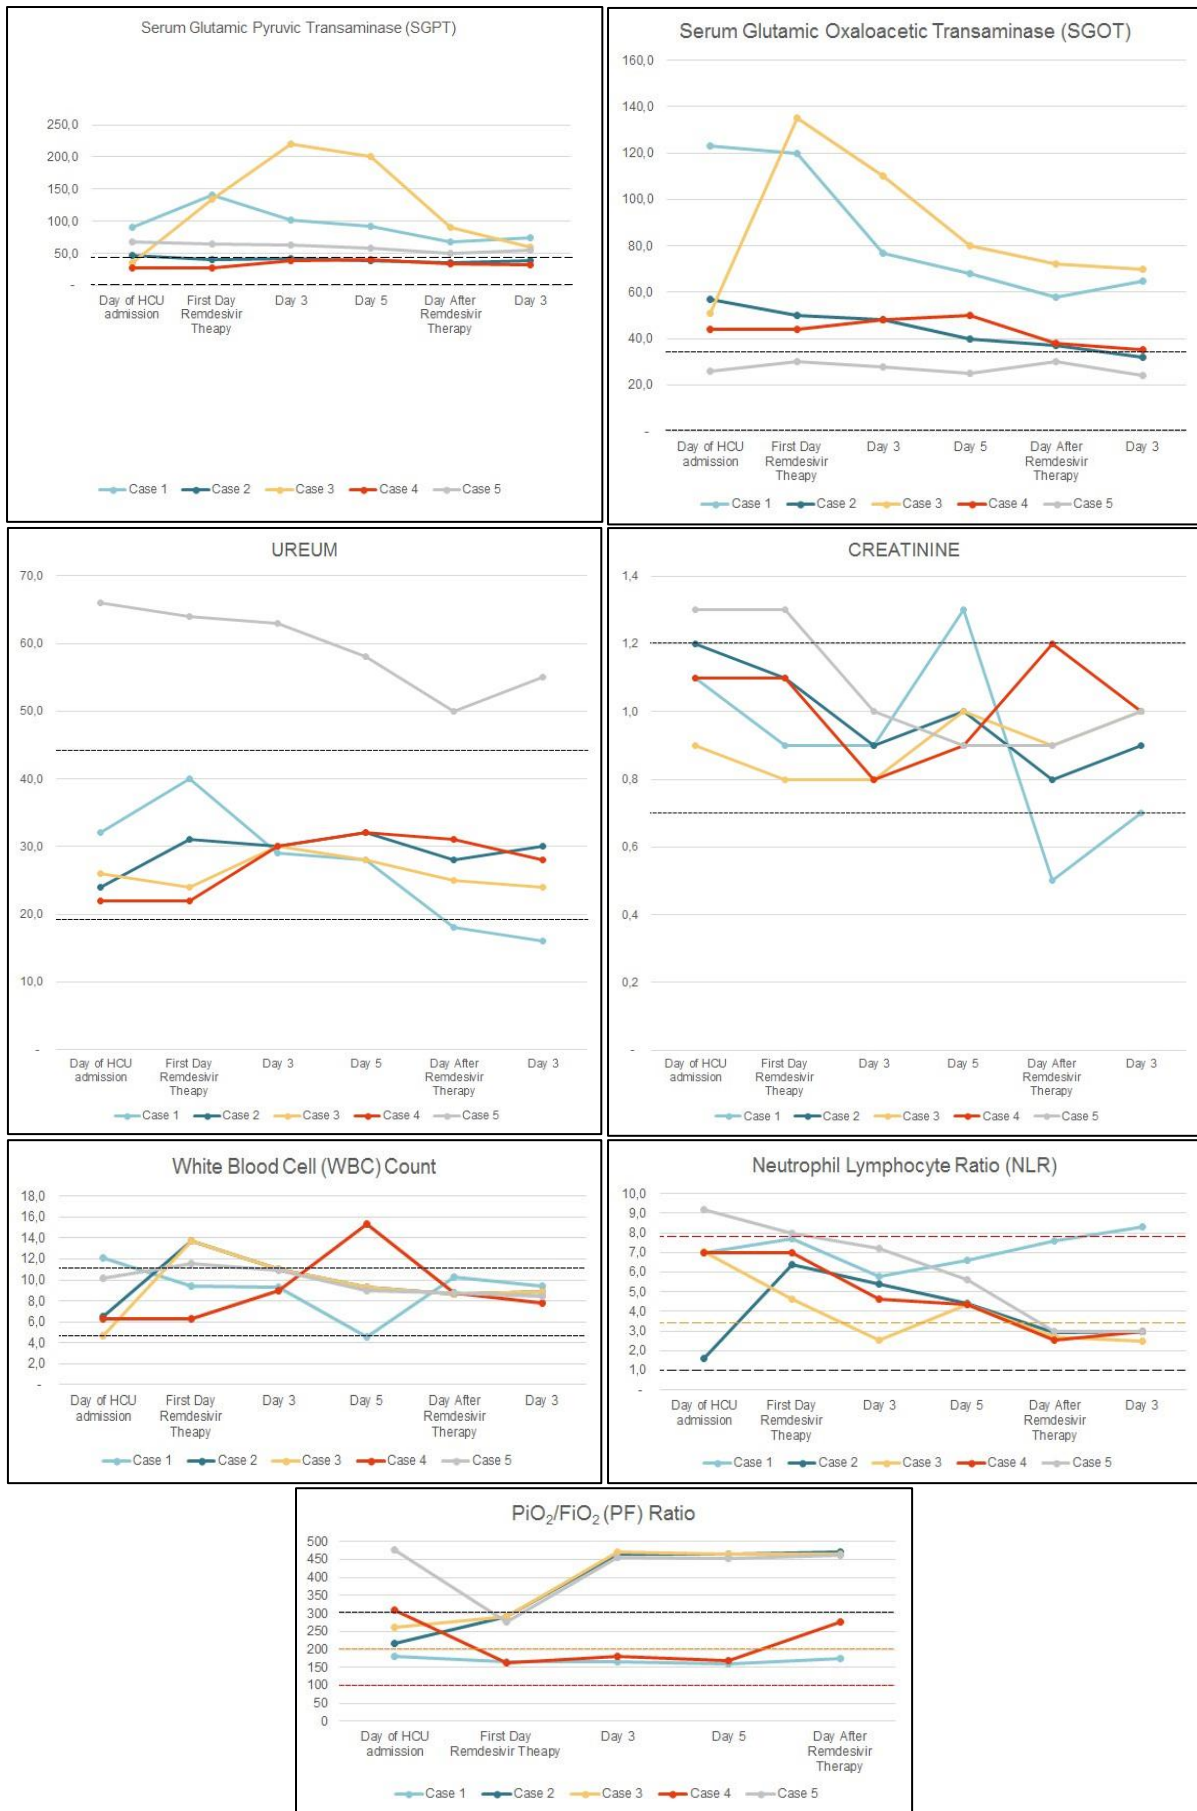 Serum Glutamic Pyruvic Transaminase (SGPT)
250,0
200,0
150,0
100,0
50,0
-
Day of HCU admission
First Day Remdesivir Theapy
Day 3
Day 5
Day After Remdesivir Therapy
Day 3
Case 1 Case 2 Case 3 Case 4 Case 5
Serum Glutamic Oxaloacetic Transaminase (SGOT)
160,0
140,0
120,0
100,0
80,0
60,0
40,0
20,0
-
Day of HCU admission
First Day Remdesivir Theapy
Day 3
Day 5
Day After Remdesivir Therapy
Day 3
Case 1 Case 2 Case 3 Case 4 Case 5
UREUM
70,0
60,0
50,0
40,0
30,0
20,0
10,0
-
Day of HCU admission
First Day Remdesivir Theapy
Day 3
Day 5
Day After Remdesivir Therapy
Day 3
Case 1 Case 2 Case 3 Case 4 Case 5
CREATININE
1,4
1,2
1,0
0,8
0,6
0,4
0,2
-
Day of HCU admission
First Day Remdesivir Theapy
Day 3
Day 5
Day After Remdesivir Therapy
Day 3
Case 1 Case 2 Case 3 Case 4 Case 5
White Blood Cell (WBC) Count
18,0
16,0
14,0
12,0
10,0
8,0
6,0
4,0
2,0
-
Day of HCU admission
First Day Remdesivir Theapy
Day 3
Day 5
Day After Remdesivir Therapy
Day 3
Case 1 Case 2 Case 3 Case 4 Case 5
Neutrophil Lymphocyte Ratio (NLR)
10,0
9,0
8,0
7,0
6,0
5,0
4,0
3,0
2,0
1,0
-
Day of HCU admission
First Day Remdesivir Theapy
Day 3
Day 5
Day After Remdesivir Therapy
Day 3
Case 1 Case 2 Case 3 Case 4 Case 5
PiO₂/FiO₂ (PF) Ratio
500
450
400
350
300
250
200
150
100
50
0
Day of HCU admission
First Day Remdesivir Theapy
Day 3
Day 5
Day After Remdesivir Therapy
Case 1 Case 2 Case 3 Case 4 Case 5